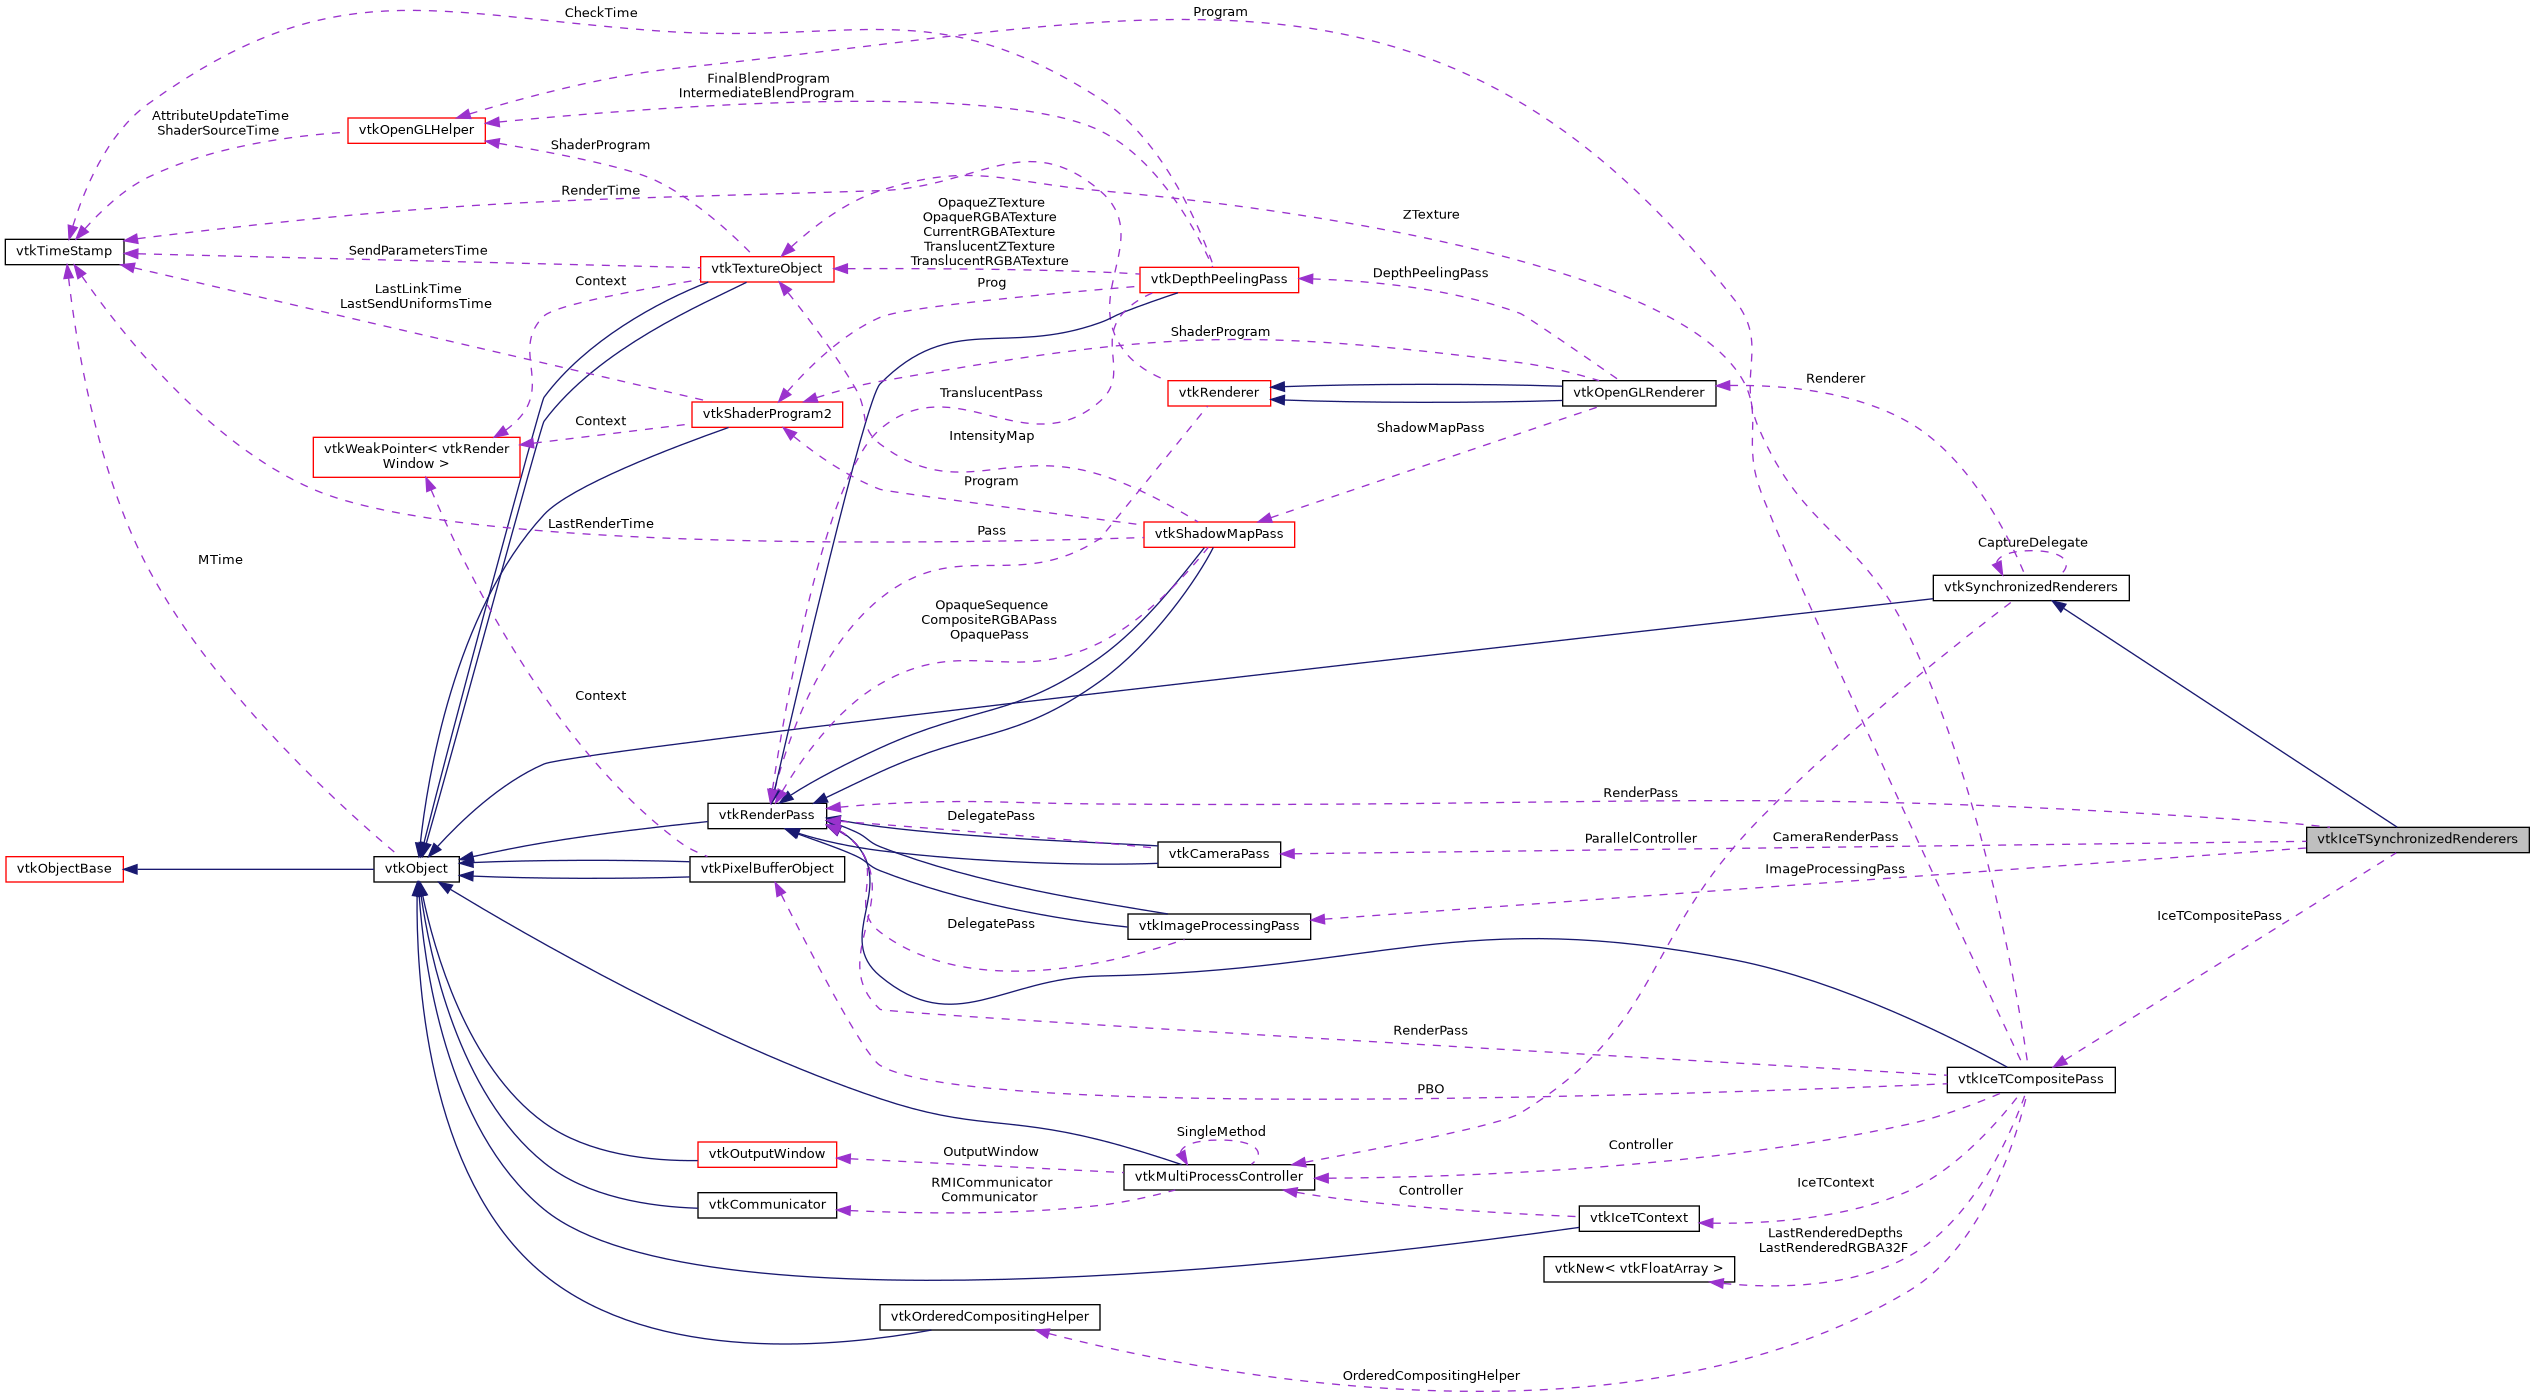 CheckTime
Program
FinalBlendProgram
IntermediateBlendProgram
AttributeUpdateTime
ShaderSourceTime
vtkOpenGLHelper
ShaderProgram
RenderTime
OpaqueZTexture
OpaqueRGBATexture
CurrentRGBATexture
TranslucentZTexture
TranslucentRGBATexture
ZTexture
vtkTimeStamp
SendParametersTime
vtkTextureObject
DepthPeelingPass
vtkDepthPeelingPass
Context
Prog
LastLinkTime
LastSendUniformsTime
ShaderProgram
Renderer
TranslucentPass
vtkRenderer
vtkOpenGLRenderer
vtkShaderProgram2
Context
ShadowMapPass
IntensityMap
vtkWeakPointer< vtkRender
Window >
Program
LastRenderTime
Pass
vtkShadowMapPass
CaptureDelegate
MTime
vtkSynchronizedRenderers
OpaqueSequence
CompositeRGBAPass
OpaquePass
Context
RenderPass
vtkRenderPass
DelegatePass
ParallelController
CameraRenderPass
vtkIceTSynchronizedRenderers
vtkCameraPass
vtkObjectBase
vtkObject
vtkPixelBufferObject
ImageProcessingPass
IceTCompositePass
DelegatePass
vtkImageProcessingPass
RenderPass
vtkIceTCompositePass
PBO
SingleMethod
Controller
OutputWindow
vtkOutputWindow
vtkMultiProcessController
RMICommunicator
Communicator
IceTContext
Controller
vtkCommunicator
vtkIceTContext
LastRenderedDepths
LastRenderedRGBA32F
vtkNew< vtkFloatArray >
vtkOrderedCompositingHelper
OrderedCompositingHelper